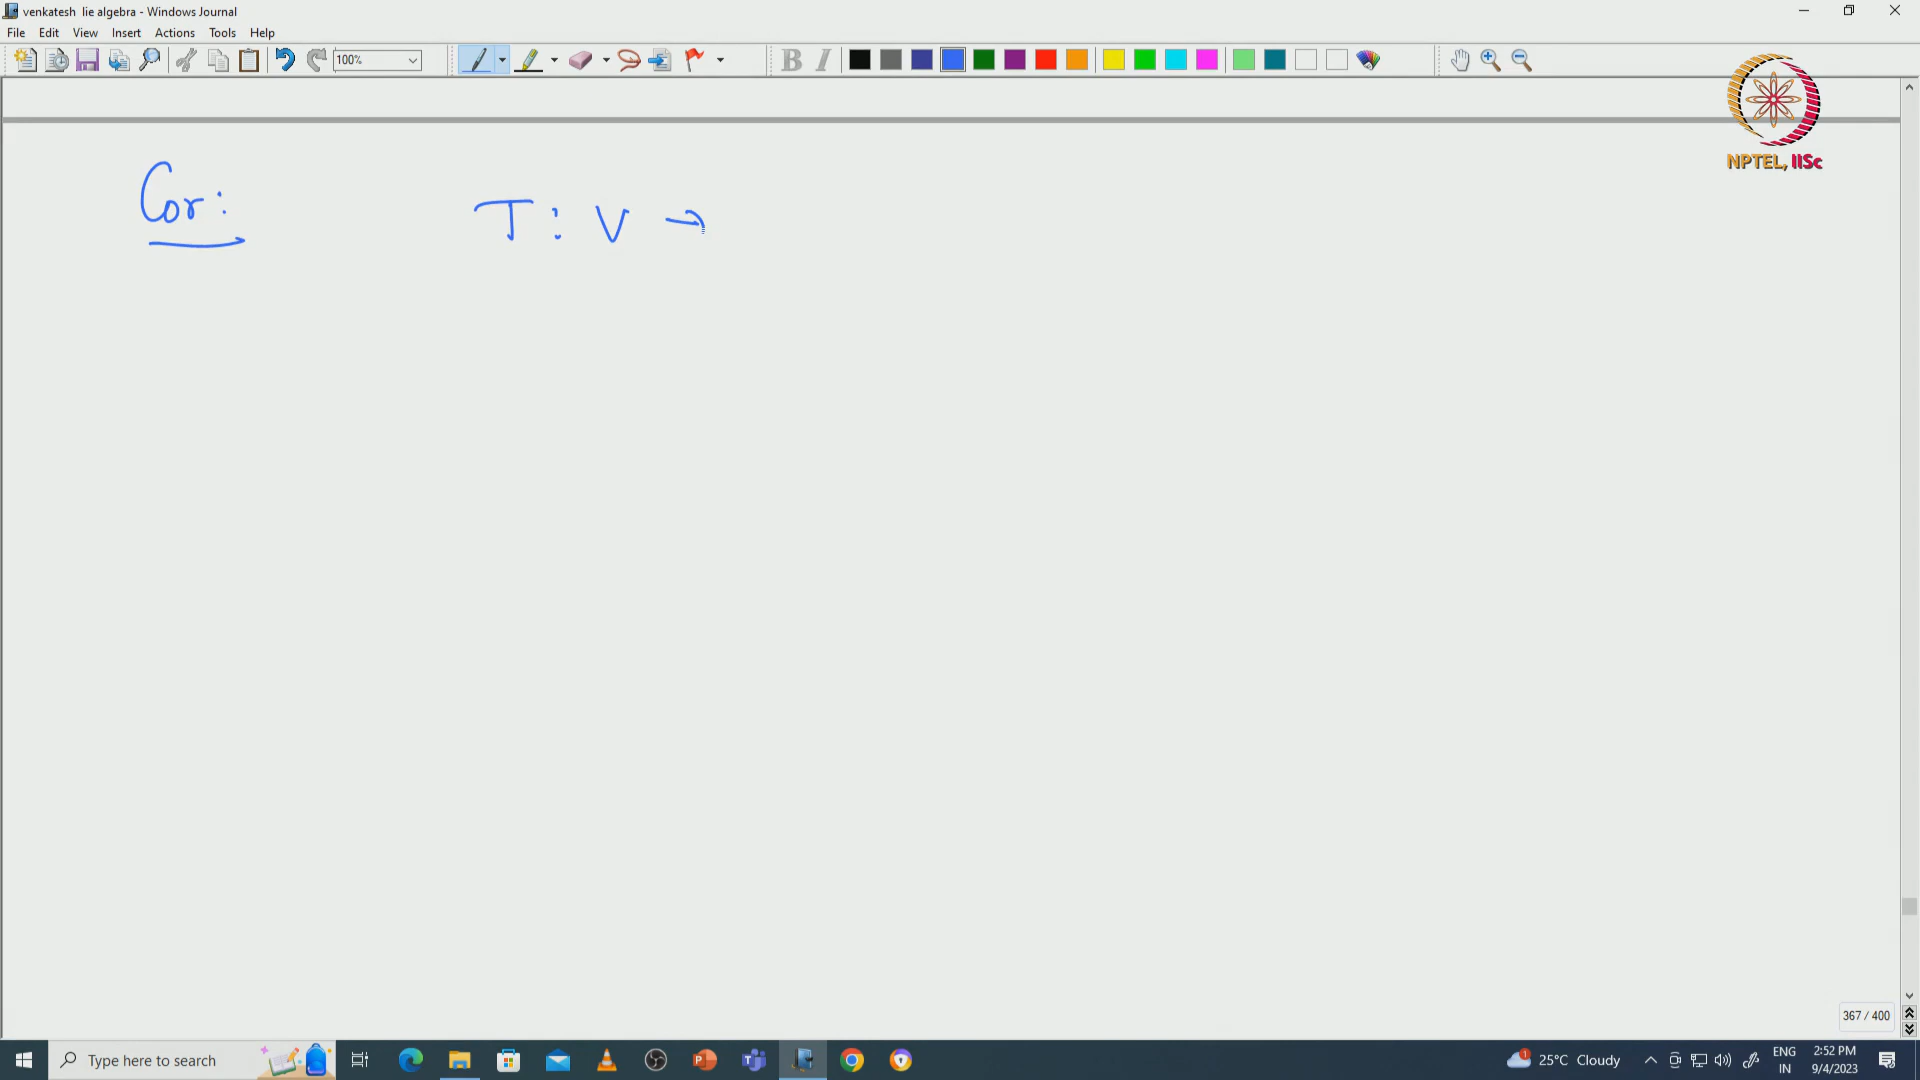 venkatesh lie algebra - Windows Journal
File Edit View Insert Actions Tools Help
100%
B I
NPTEL, IISc
Cor: T : V →
367 / 400
Type here to search
1
25°C Cloudy
ENG
IN
2:52 PM
9/4/2023